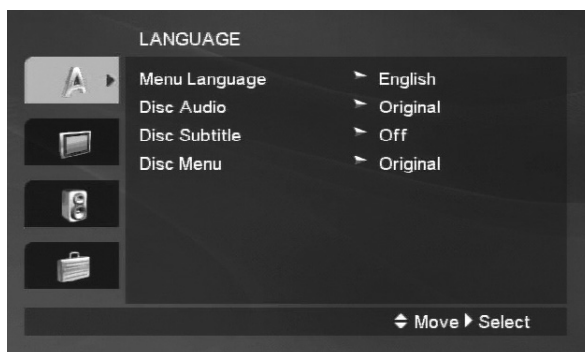 LANGUAGE
A
Menu Language English
Disc Audio Original
Disc Subtitle Off
Disc Menu Original
Move Select